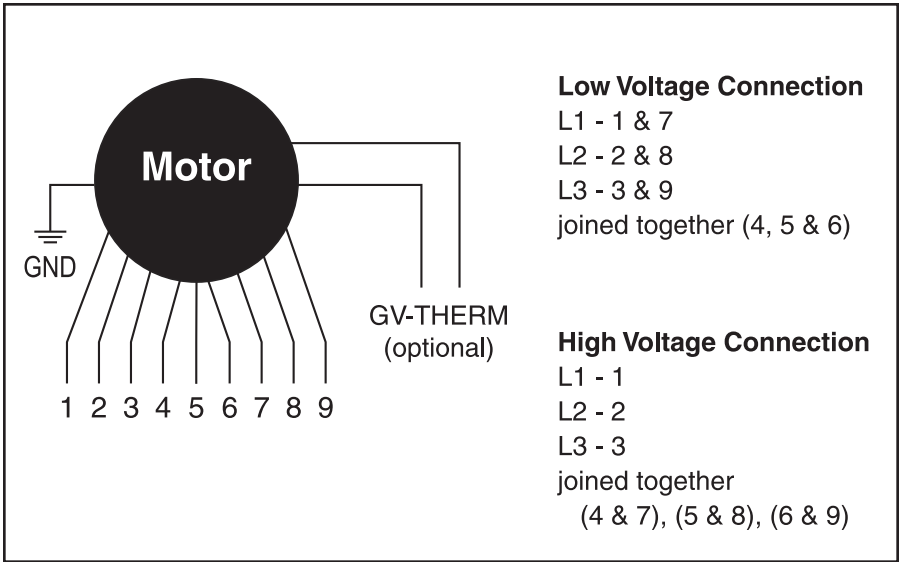 Motor
GND
1 2 3 4 5 6 7 8 9
GV-THERM
(optional)
Low Voltage Connection
L1 - 1 & 7
L2 - 2 & 8
L3 - 3 & 9
joined together (4, 5 & 6)
High Voltage Connection
L1 - 1
L2 - 2
L3 - 3
joined together
(4 & 7), (5 & 8), (6 & 9)